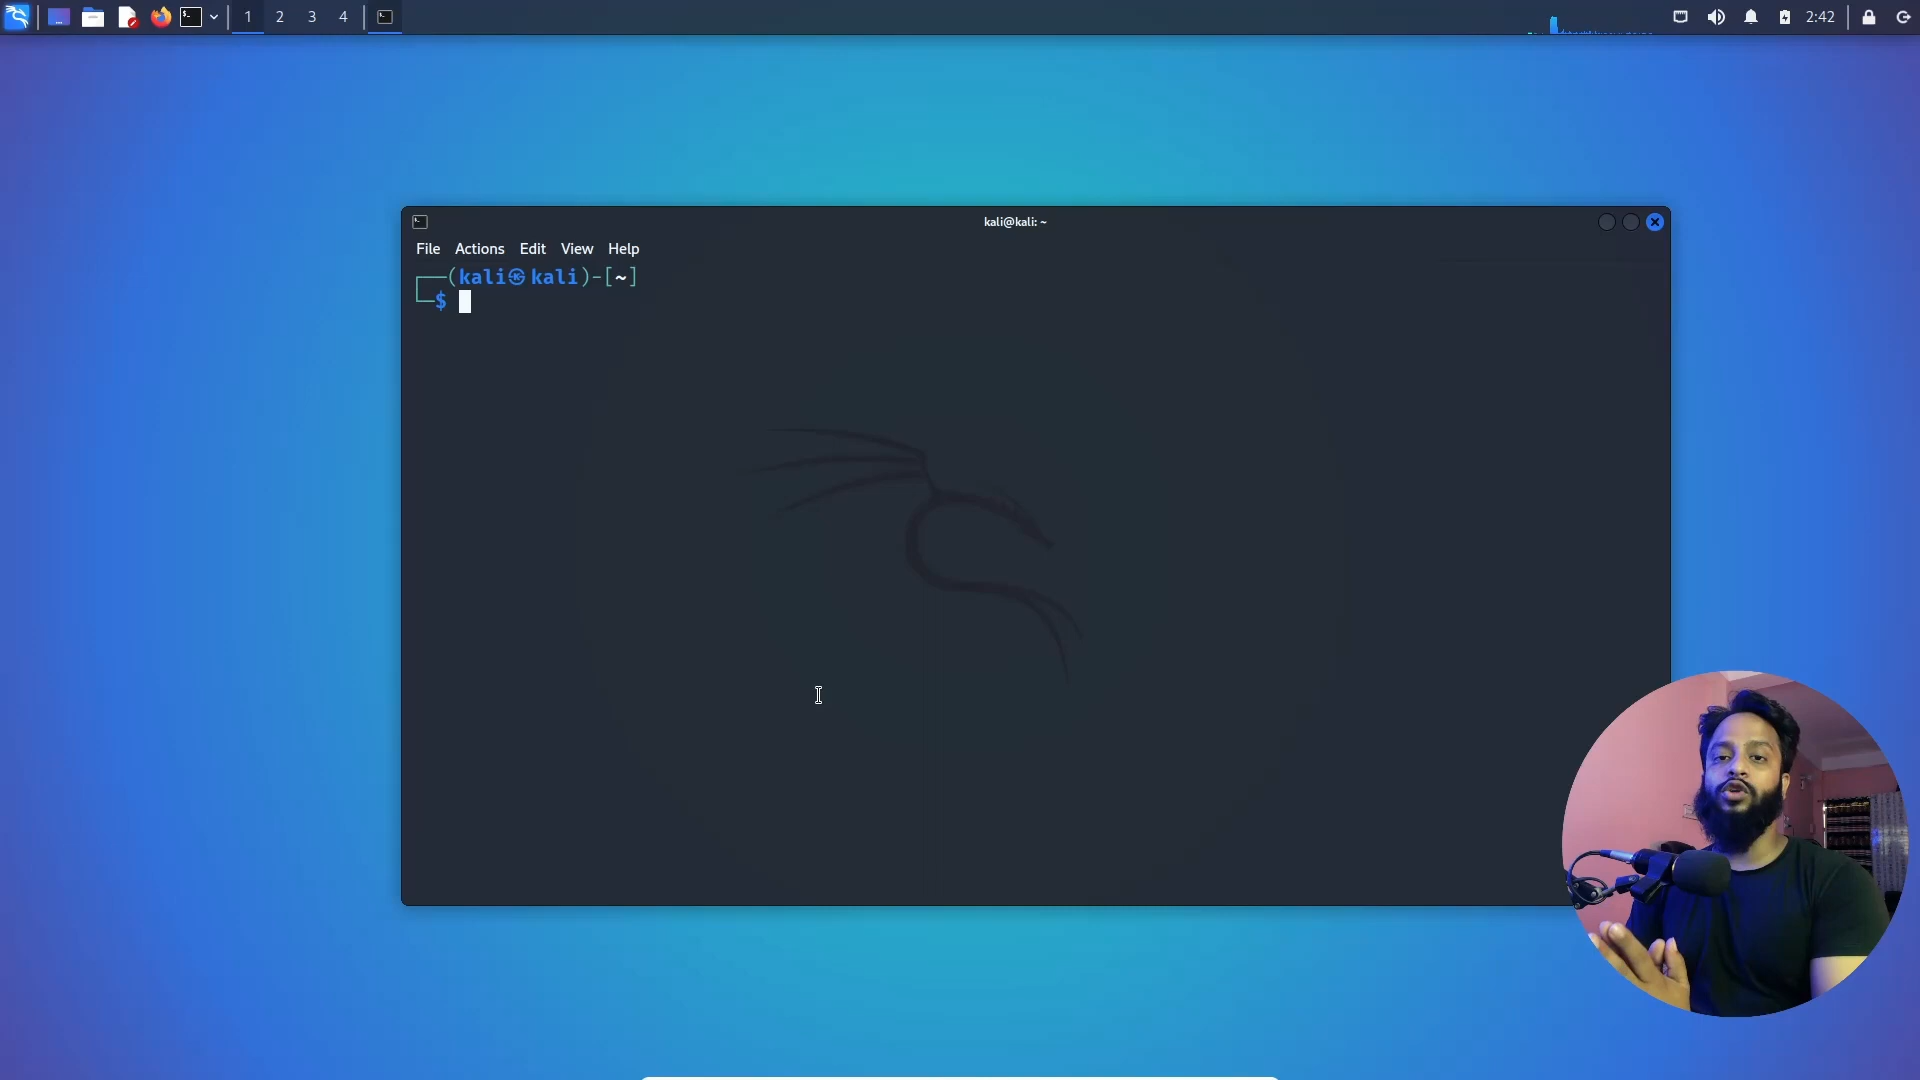 1 2 3 4
2:42
kali@kali: ~
File Actions Edit View Help
┌──(kali㉿kali)-[~]
└─$